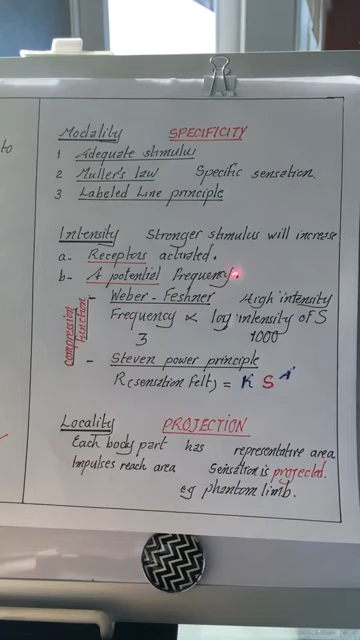 to
Modality SPECIFICITY
1 Adequate stimulus
2 Muller's law Specific sensation.
3 Labeled Line principle
Intensity Stronger stimulus will increase
a- Receptors activated.
b- A potential frequency.
compression function
- Weber - Feshner High intensity
Frequency ∝ log intensity of S
3 1000
- Steven power principle
R (sensation felt) = K S A
Locality PROJECTION
Each body part has representative area
Impulses reach area Sensation is projected.
eg phantom limb.